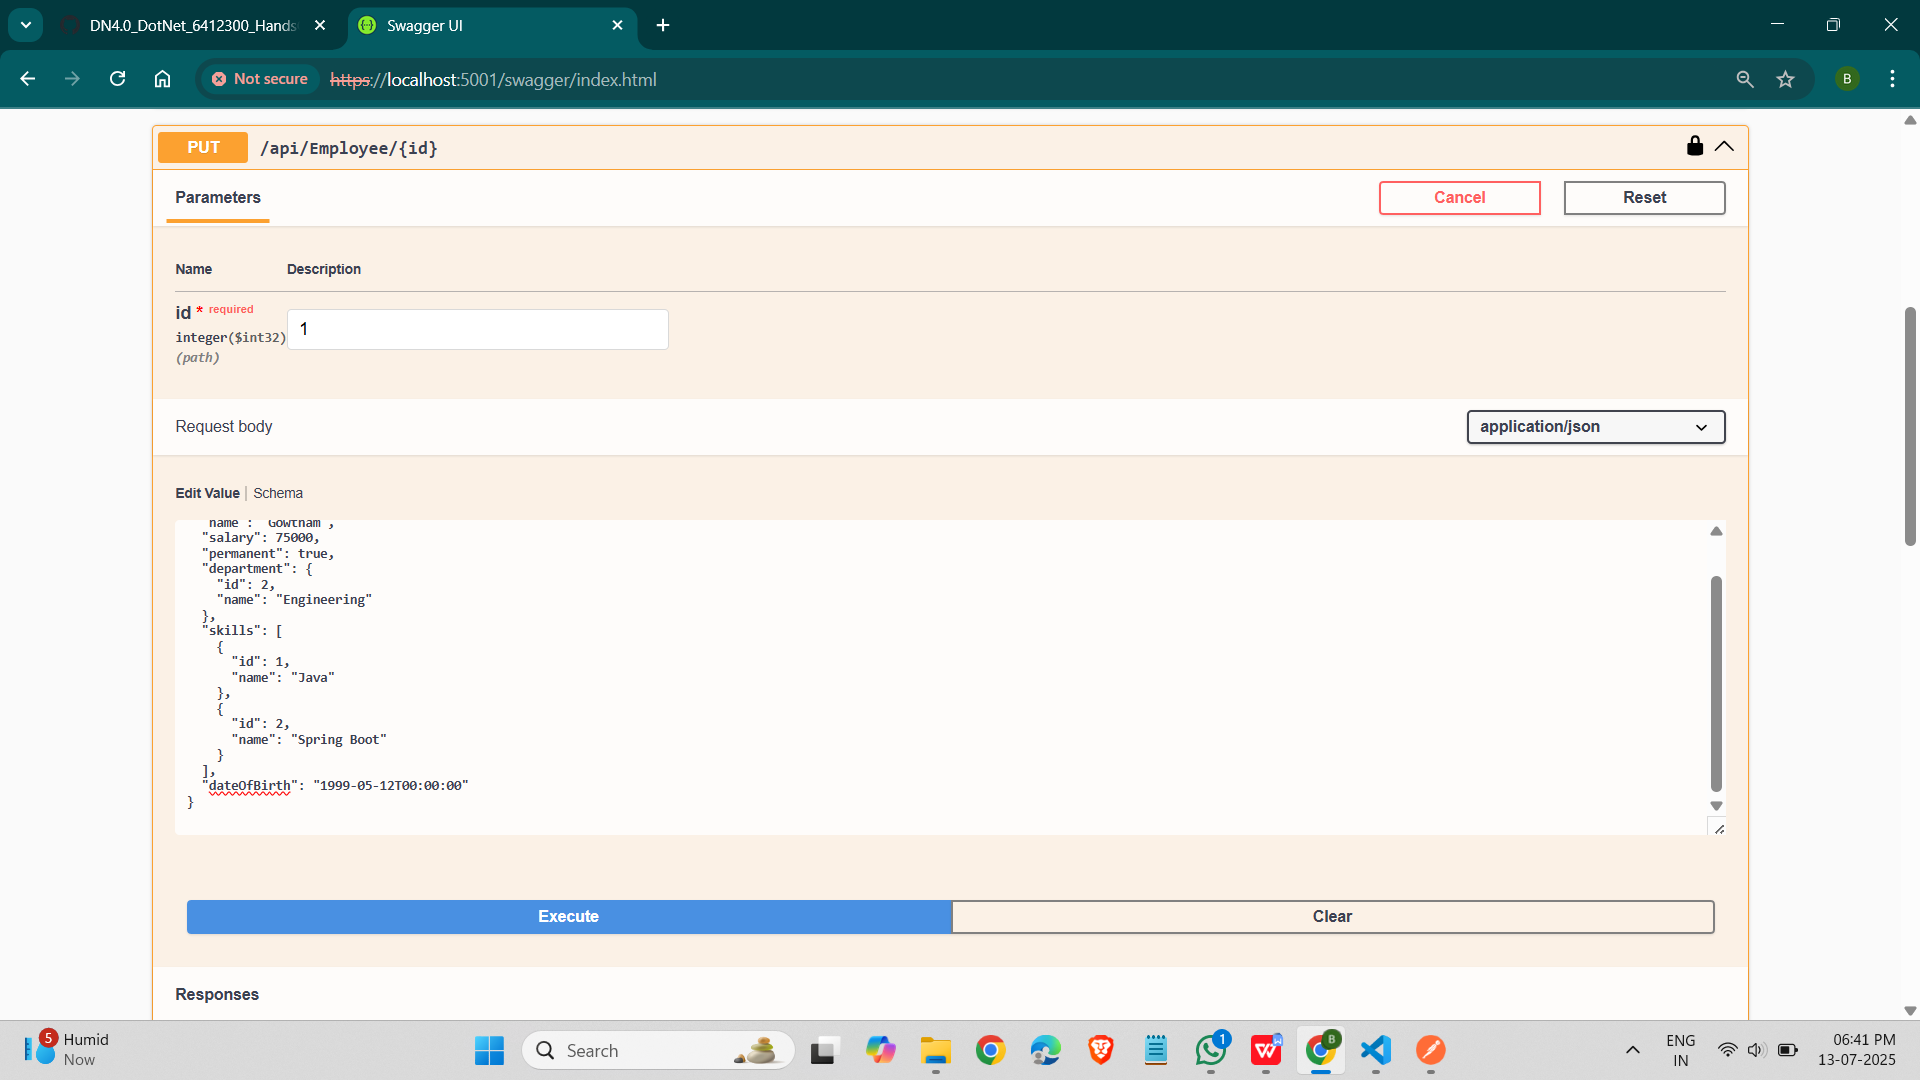 DN4.0_DotNet_6412300_Hands
Swagger UI
Not secure
https://localhost:5001/swagger/index.html
B
PUT
/api/Employee/{id}
Parameters
Cancel
Reset
Name
Description
id * required
integer($int32)
(path)
1
Request body
application/json
Edit Value | Schema
"name": "Gowtham",
"salary": 75000,
"permanent": true,
"department": {
"id": 2,
"name": "Engineering"
},
"skills": [
{
"id": 1,
"name": "Java"
},
{
"id": 2,
"name": "Spring Boot"
}
],
"dateOfBirth": "1999-05-12T00:00:00"
}
Execute
Clear
Responses
5
Humid
Now
Search
1
W
B
ENG
IN
06:41 PM
13-07-2025